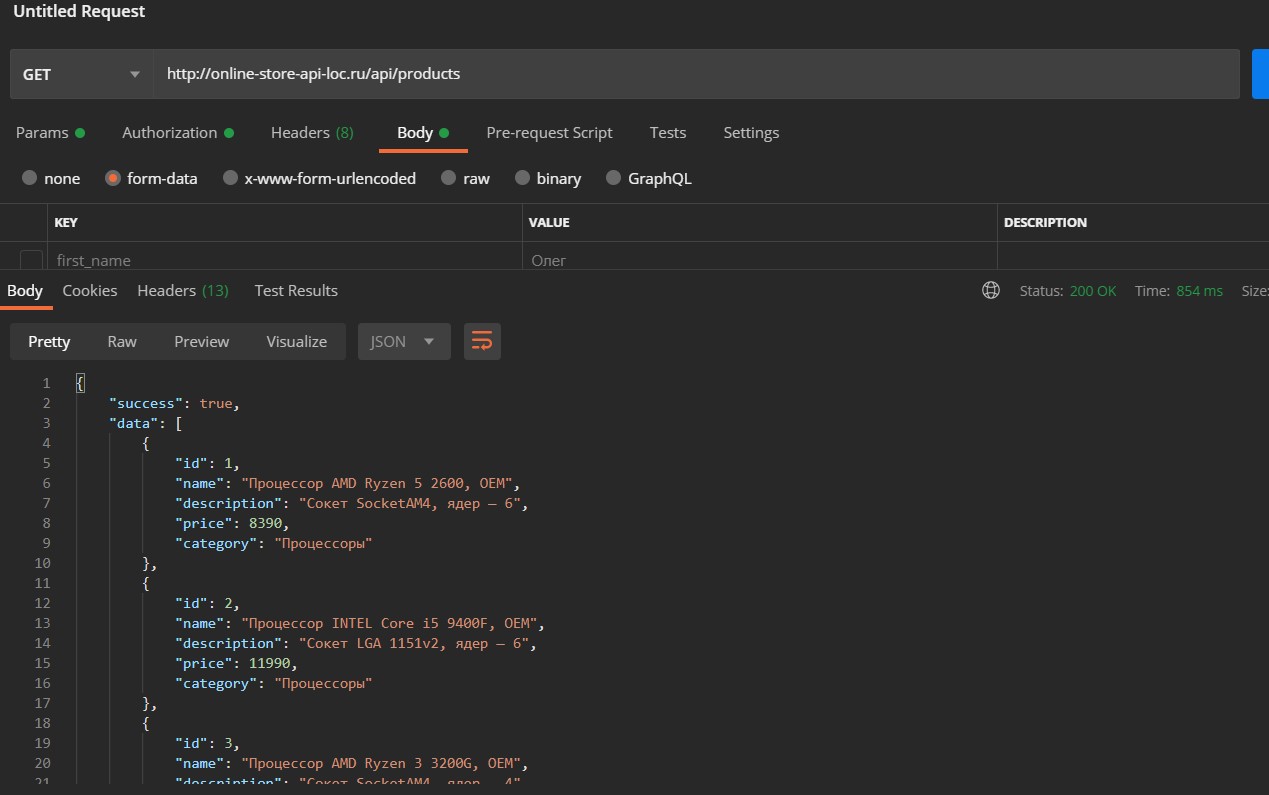 Untitled Request
GET http://online-store-api-loc.ru/api/products
Params Authorization Headers (8) Body Pre-request Script Tests Settings
none form-data x-www-form-urlencoded raw binary GraphQL
KEY VALUE DESCRIPTION
first_name Олег
Body Cookies Headers (13) Test Results Status: 200 OK Time: 854 ms Size:
Pretty Raw Preview Visualize JSON
1 {
2 "success": true,
3 "data": [
4 {
5 "id": 1,
6 "name": "Процессор AMD Ryzen 5 2600, OEM",
7 "description": "Сокет SocketAM4, ядер – 6",
8 "price": 8390,
9 "category": "Процессоры"
10 },
11 {
12 "id": 2,
13 "name": "Процессор INTEL Core i5 9400F, OEM",
14 "description": "Сокет LGA 1151v2, ядер – 6",
15 "price": 11990,
16 "category": "Процессоры"
17 },
18 {
19 "id": 3,
20 "name": "Процессор AMD Ryzen 3 3200G, OEM",
21 "description": "Сокет SocketAM4, ядер – 4"